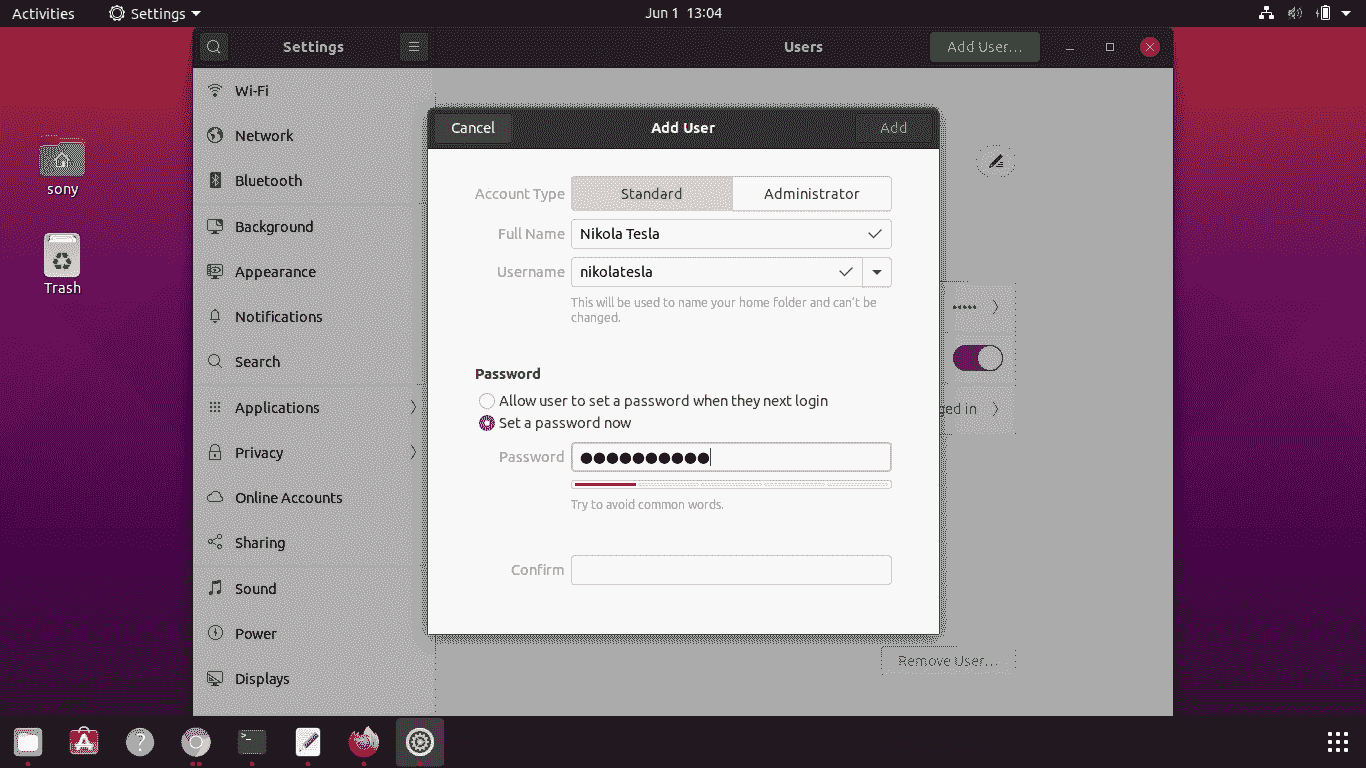 Activities
Settings
Jun 1 13:04
Settings
Users
Add User...
Wi-Fi
Network
Bluetooth
Background
Appearance
Notifications
Search
Applications
Privacy
Online Accounts
Sharing
Sound
Power
Displays
sony
Trash
Cancel
Add User
Add
Account Type
Standard
Administrator
Full Name
Nikola Tesla
Username
nikolatesla
This will be used to name your home folder and can't be
changed.
Password
Allow user to set a password when they next login
Set a password now
Password
●●●●●●●●●●
Try to avoid common words.
Confirm
•••••
ged in
Remove User...